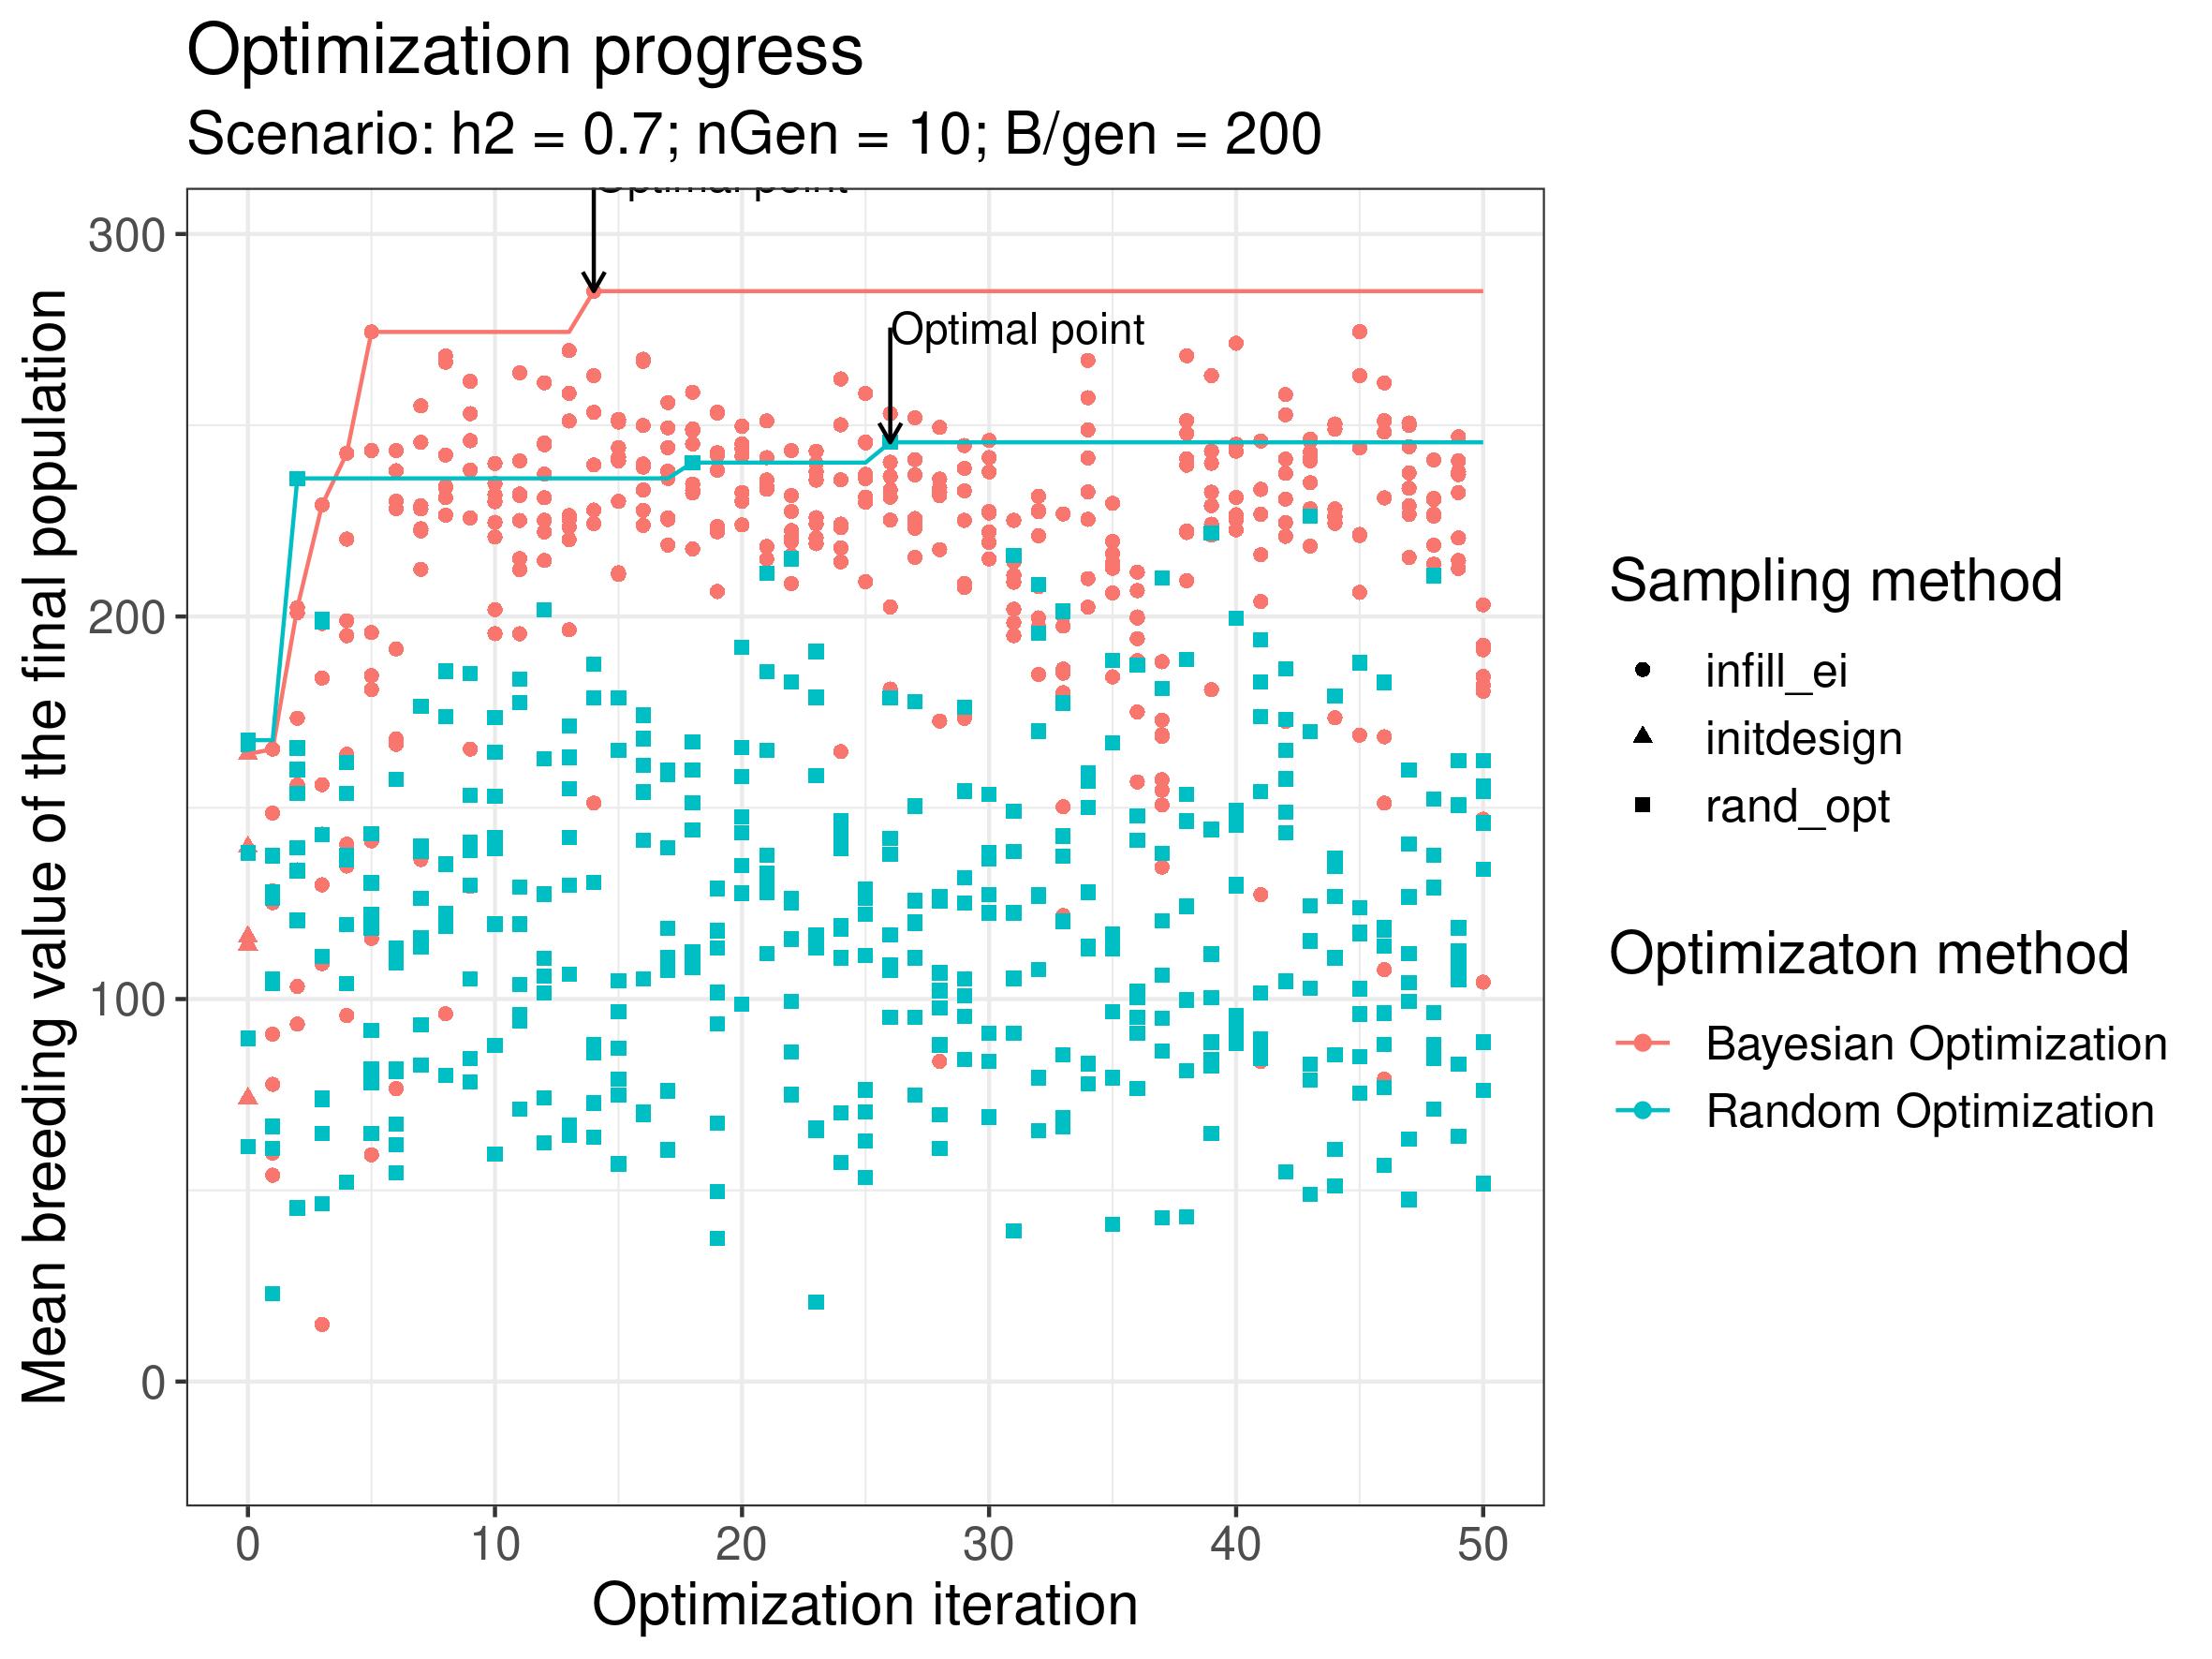 Optimization progress
Scenario: h2 = 0.7; nGen = 10; B/gen = 200
Optimal point
Optimal point
Mean breeding value of the final population
300
200
100
0
0 10 20 30 40 50
Optimization iteration
Sampling method
infill_ei
initdesign
rand_opt
Optimizaton method
Bayesian Optimization
Random Optimization